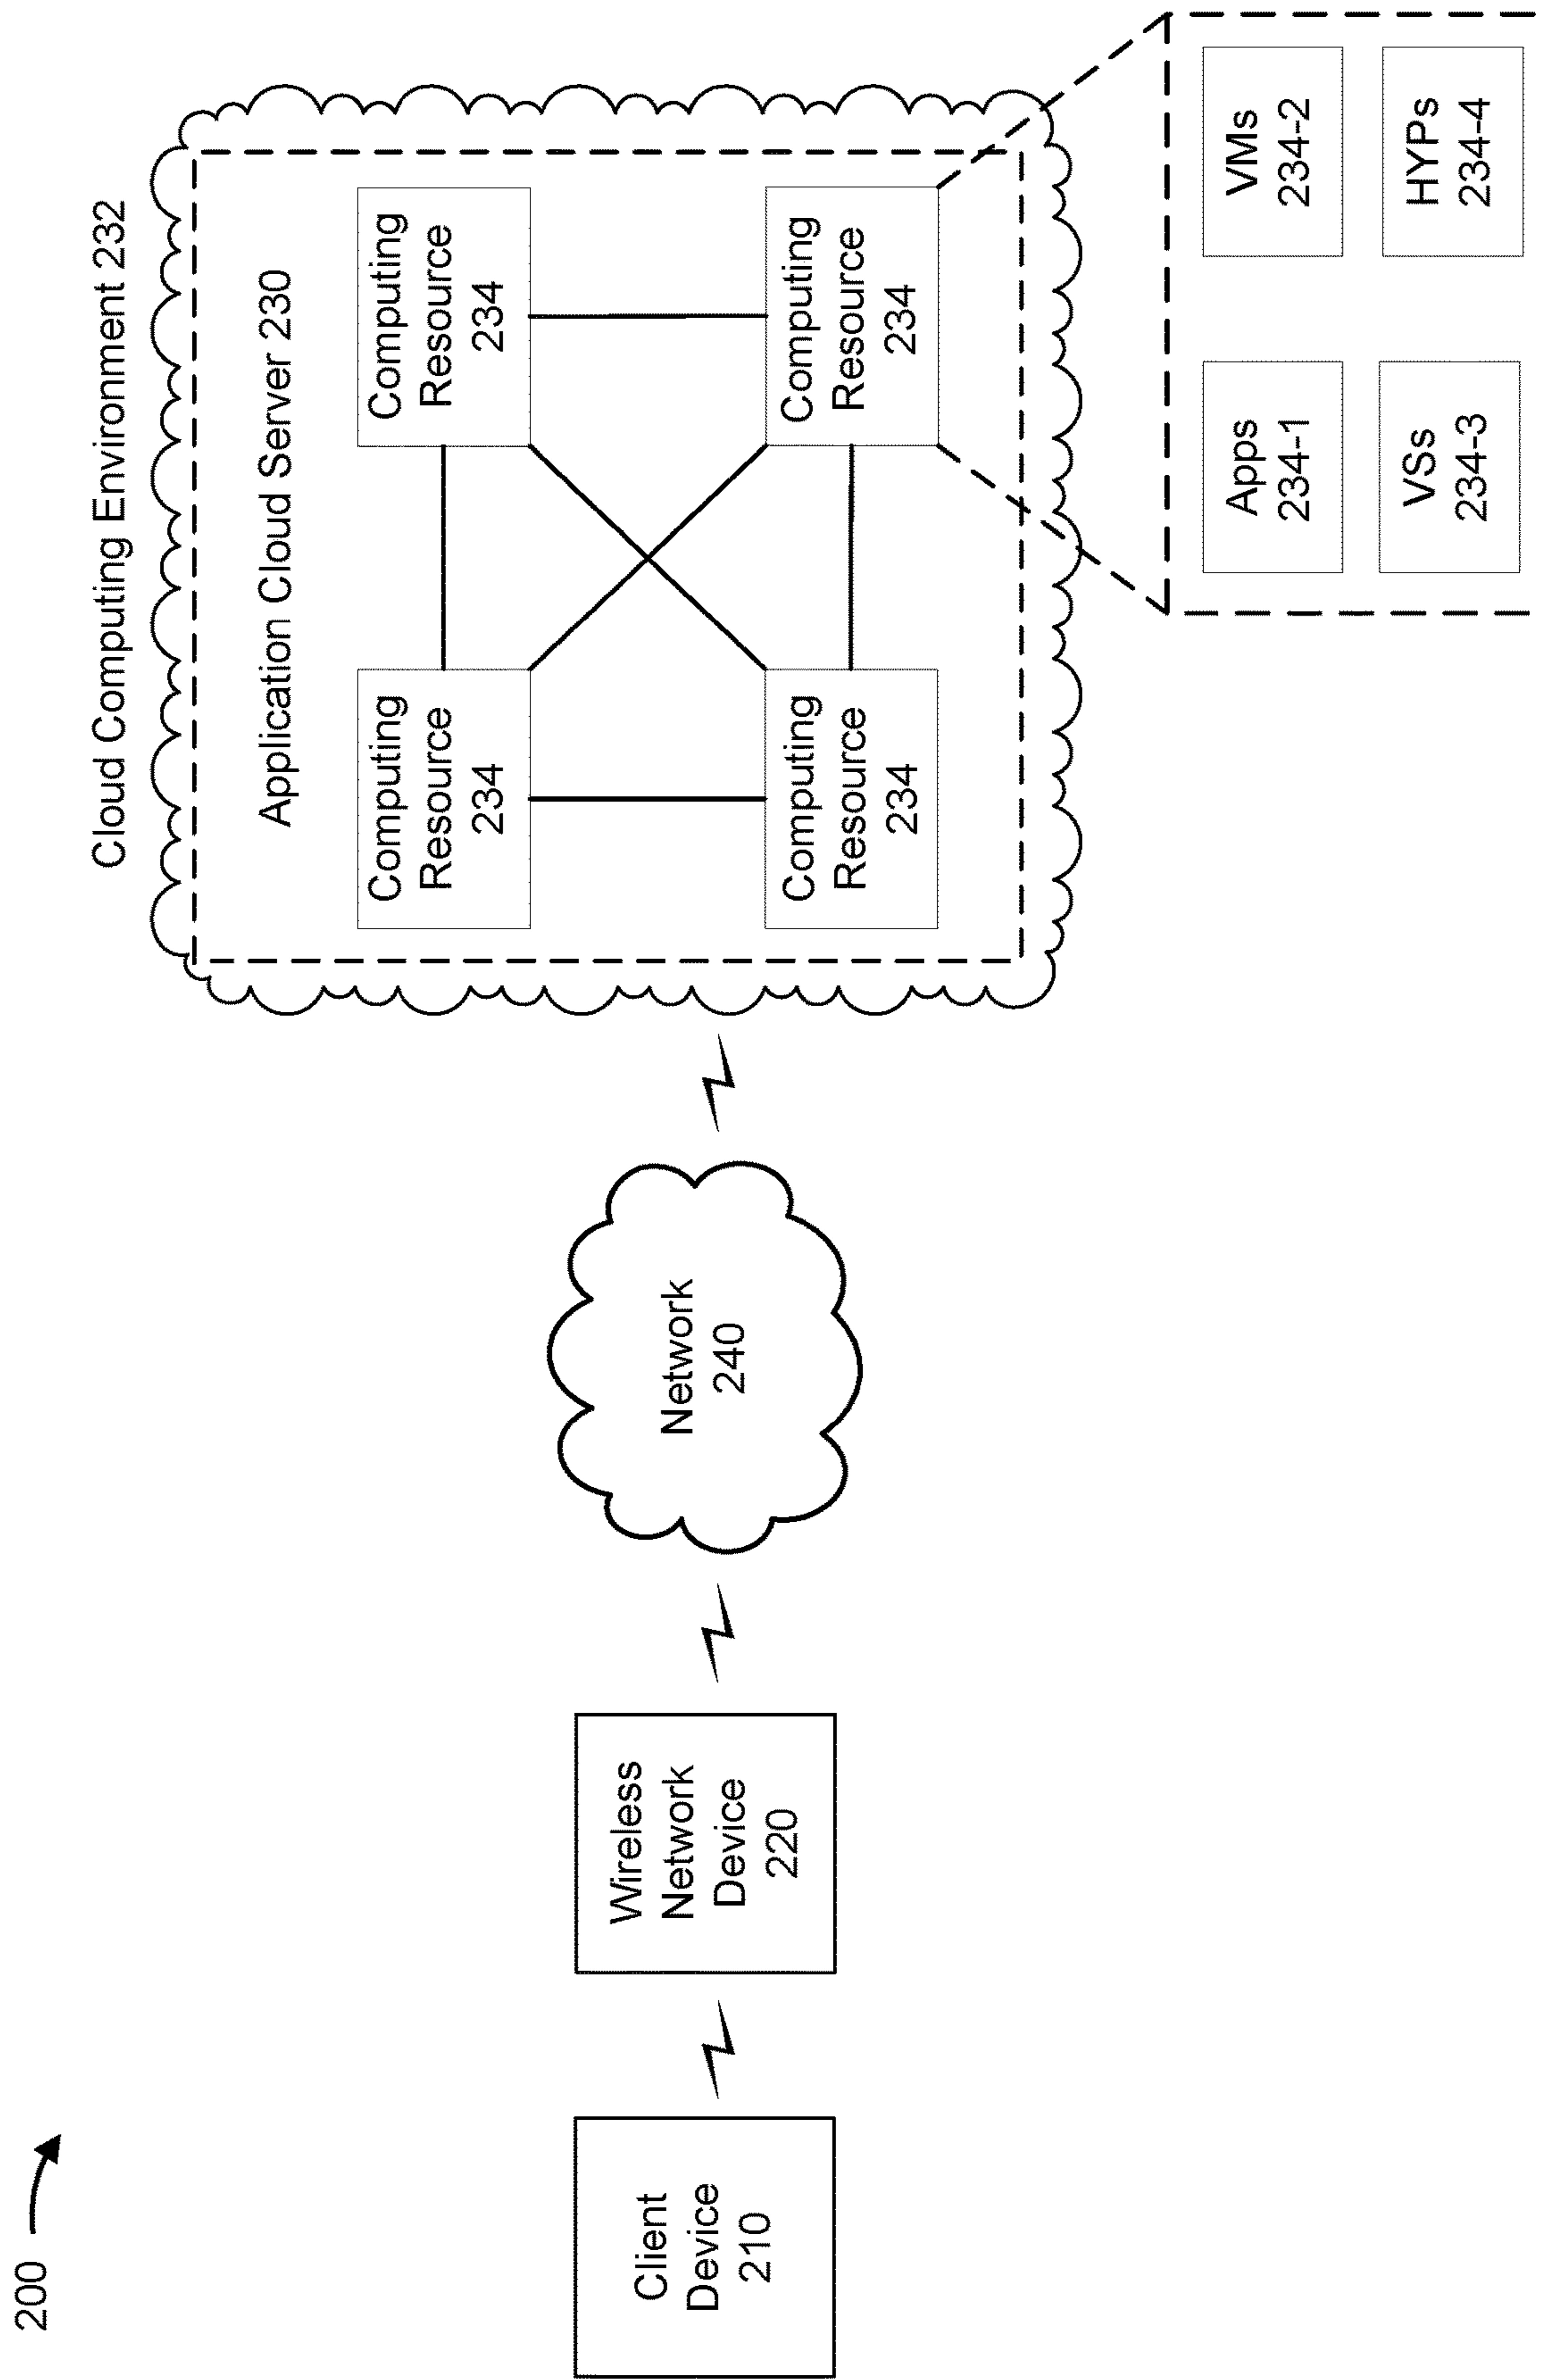 200
Cloud Computing Environment 232
Application Cloud Server 230
Computing
Resource
234
Computing
Resource
234
Computing
Resource
234
Computing
Resource
234
Client
Device
210
Wireless
Network
Device
220
Network
240
Apps
234-1
VMs
234-2
VSs
234-3
HYPs
234-4